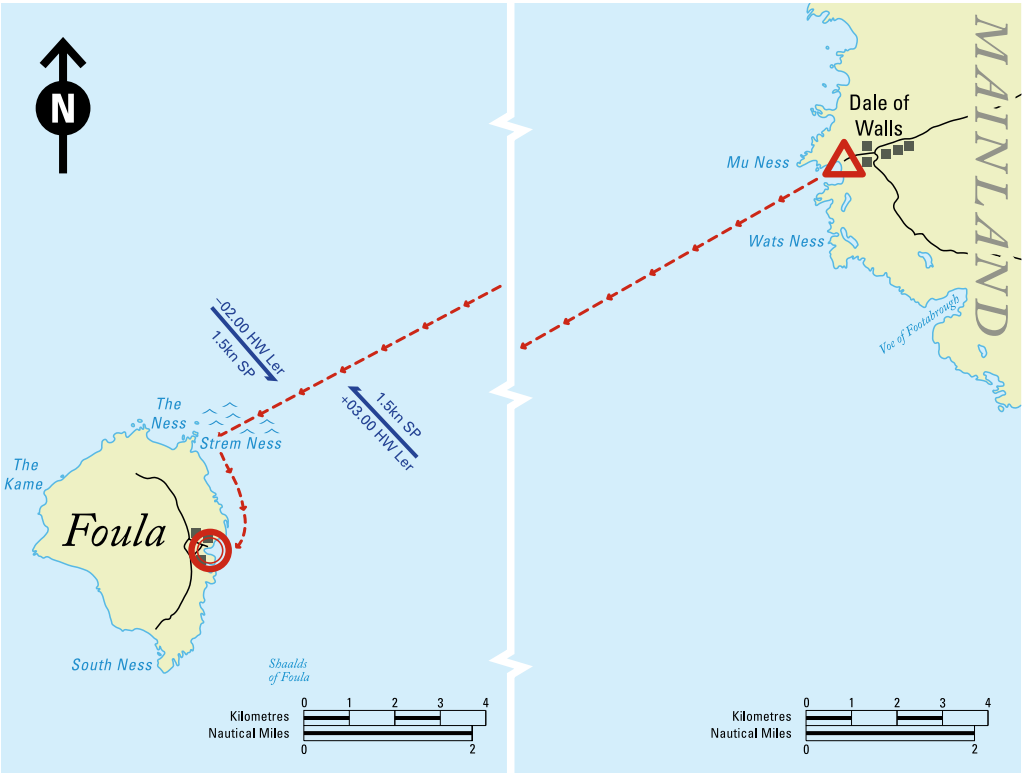 N
MAINLAND
Dale of
Walls
Mu Ness
Wats Ness
Voe of Footabrough
–02.00 HW Ler
1.5kn SP
1.5kn SP
+03.00 HW Ler
The
Ness
Strem Ness
The
Kame
Foula
South Ness
Shaalds
of Foula
0 1 2 3 4
Kilometres
Nautical Miles
0 2
0 1 2 3 4
Kilometres
Nautical Miles
0 2